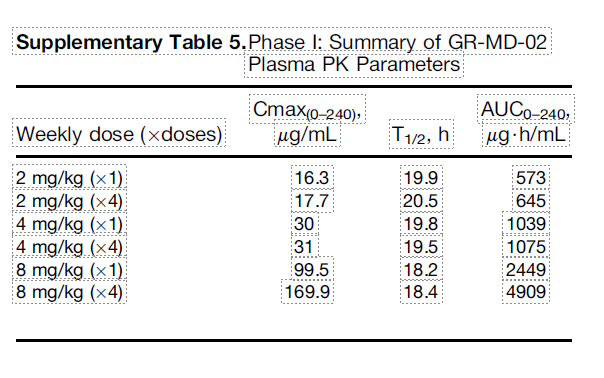 Supplementary Table 5. Phase I: Summary of GR-MD-02
Plasma PK Parameters
Cmax(0–240), AUC0–240,
Weekly dose (×doses) μg/mL T1/2, h μg·h/mL
2 mg/kg (×1) 16.3 19.9 573
2 mg/kg (×4) 17.7 20.5 645
4 mg/kg (×1) 30 19.8 1039
4 mg/kg (×4) 31 19.5 1075
8 mg/kg (×1) 99.5 18.2 2449
8 mg/kg (×4) 169.9 18.4 4909